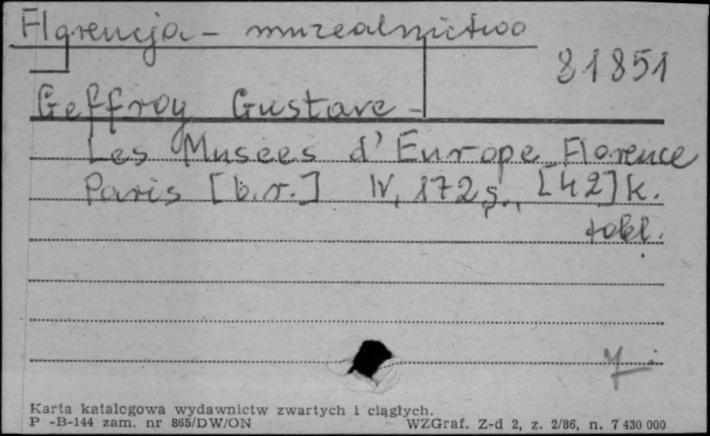 Florencja - muzealnictwo
81851
Geffroy Gustave -
Les Musées d'Europe Florence
Paris [b.r.] IV, 172 s., [42] k.
tabl.
Karta katalogowa wydawnictw zwartych i ciągłych.
P -B-144 zam. nr 865/DW/ON WZGraf. Z-d 2, z. 2/86, n. 7 430 000